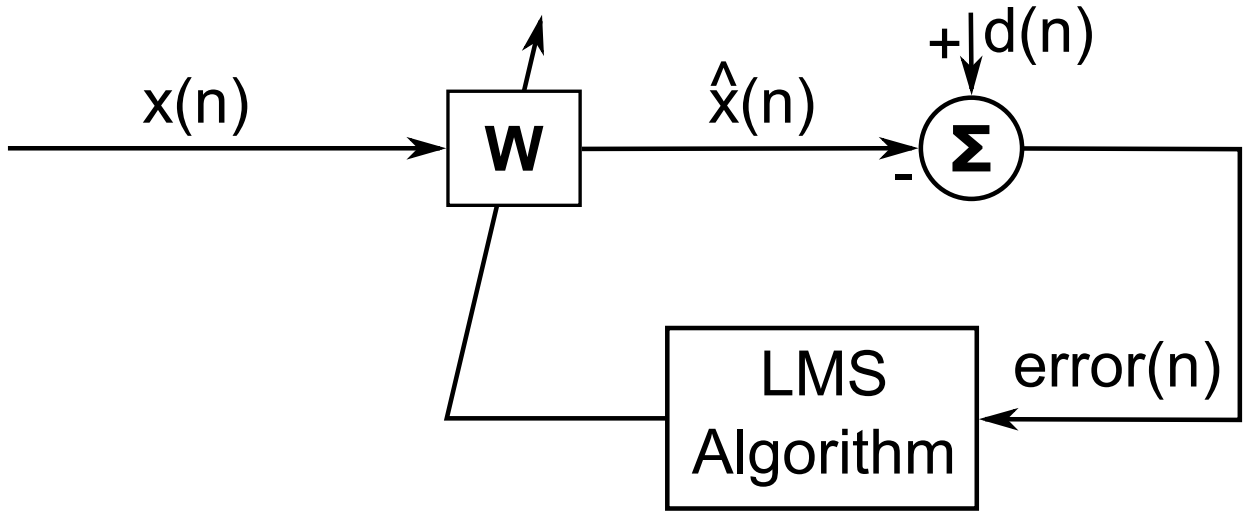 x(n)
W
x̂(n)
+
d(n)
-
Σ
error(n)
LMS
Algorithm